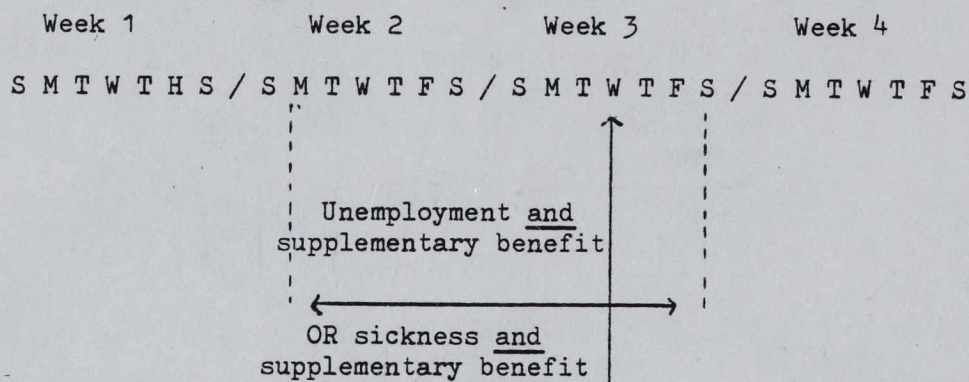 Week 1 Week 2 Week 3 Week 4
S M T W T H S / S M T W T F S / S M T W T F S / S M T W T F S
Unemployment and
supplementary benefit
OR sickness and
supplementary benefit